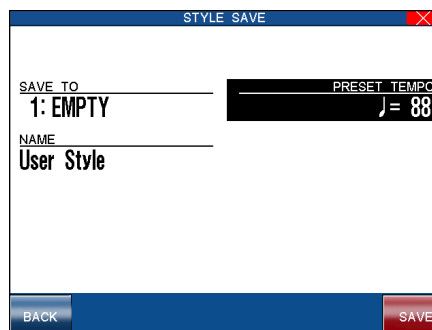 STYLE SAVE
SAVE TO
1: EMPTY
PRESET TEMPO
♩= 88
NAME
User Style
BACK
SAVE